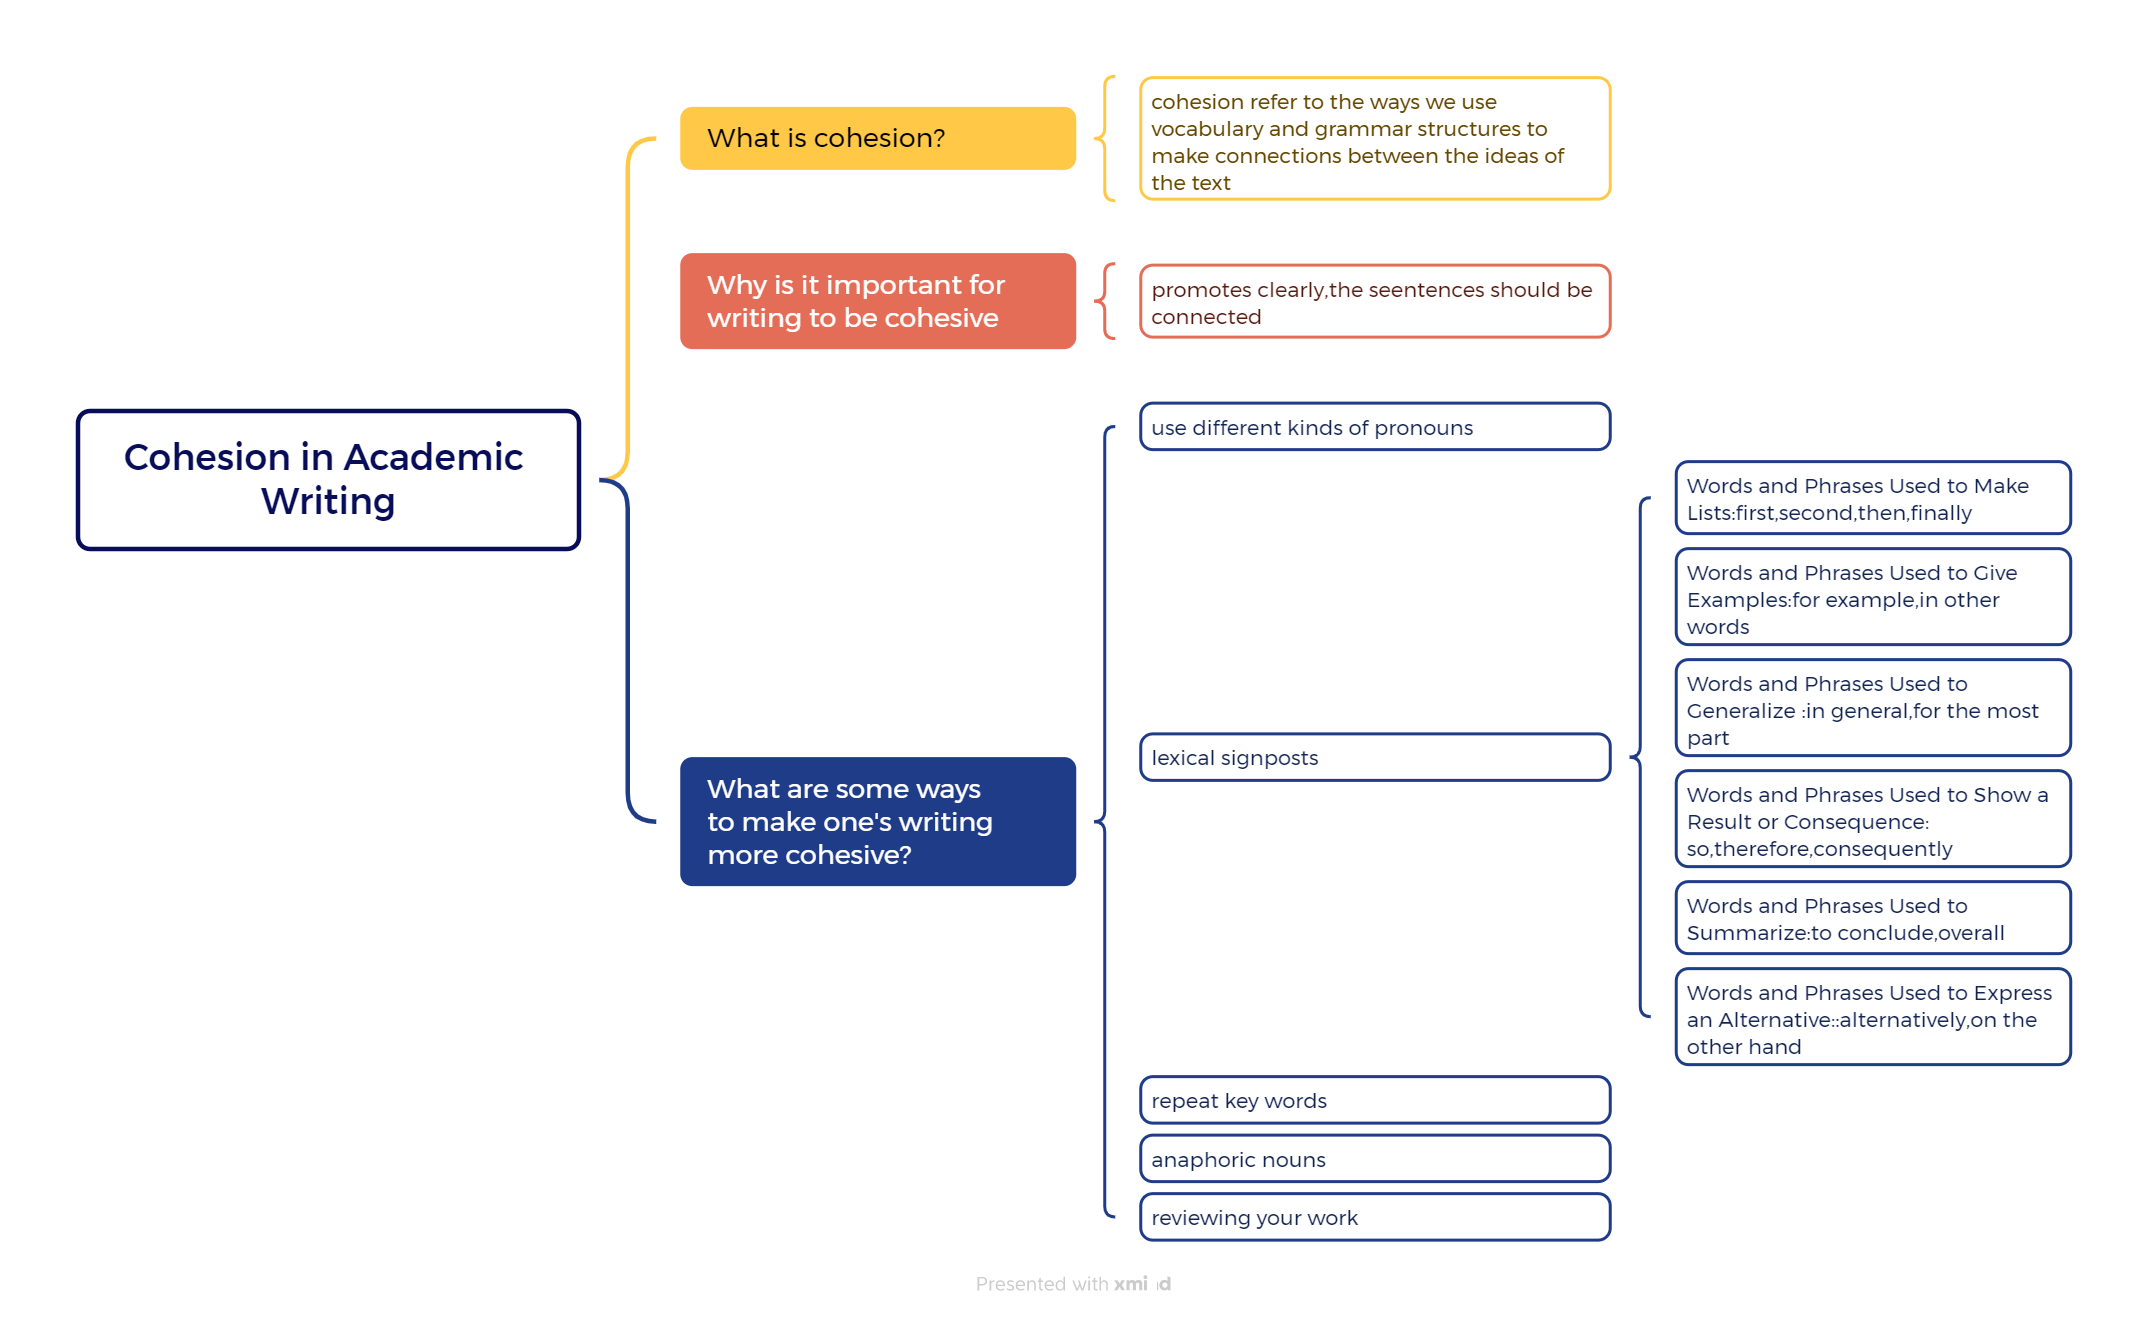 Cohesion in Academic
Writing
What is cohesion?
cohesion refer to the ways we use
vocabulary and grammar structures to
make connections between the ideas of
the text
Why is it important for
writing to be cohesive
promotes clearly,the seentences should be
connected
What are some ways
to make one's writing
more cohesive?
use different kinds of pronouns
lexical signposts
Words and Phrases Used to Make
Lists:first,second,then,finally
Words and Phrases Used to Give
Examples:for example,in other
words
Words and Phrases Used to
Generalize :in general,for the most
part
Words and Phrases Used to Show a
Result or Consequence:
so,therefore,consequently
Words and Phrases Used to
Summarize:to conclude,overall
Words and Phrases Used to Express
an Alternative::alternatively,on the
other hand
repeat key words
anaphoric nouns
reviewing your work
Presented with xmind